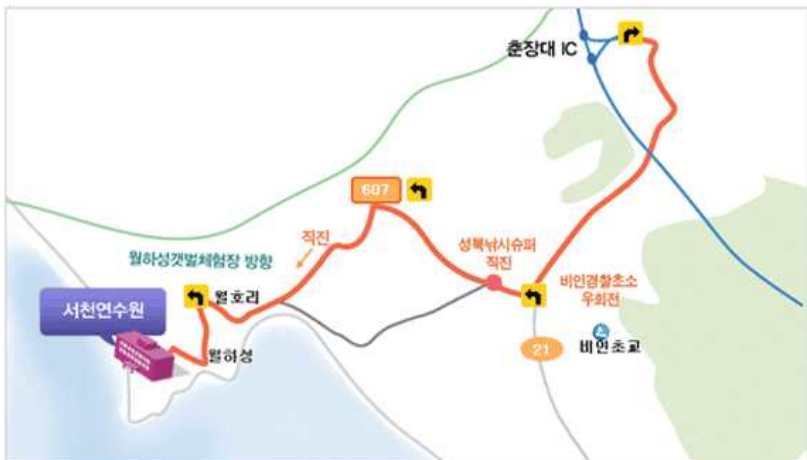 춘장대 IC
607
직진
성북낚시슈퍼
직진
월하성갯벌체험장 방향
비인경찰초소
우회전
월호리
서천연수원
월하성
21
비인초교